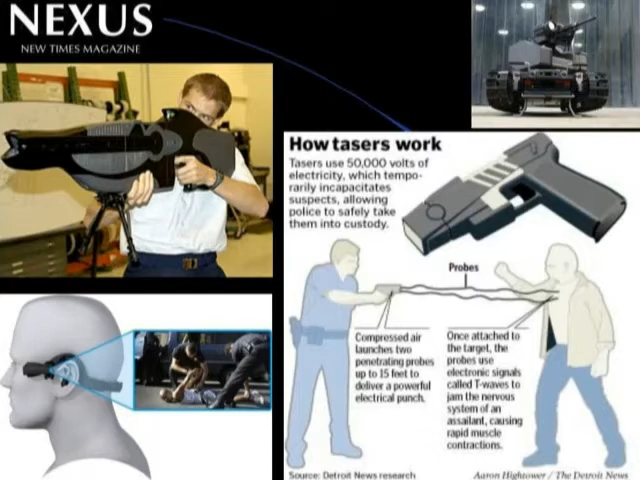 NEXUS
NEW TIMES MAGAZINE
How tasers work
Tasers use 50,000 volts of
electricity, which tempo-
rarily incapacitates
suspects, allowing
police to safely take
them into custody.
Probes
Compressed air
launches two
penetrating probes
up to 15 feet to
deliver a powerful
electrical punch.
Once attached to
the target, the
probes use
electronic signals
called T-waves to
jam the nervous
system of an
assailant, causing
rapid muscle
contractions.
Source: Detroit News research
Aaron Hightower / The Detroit News